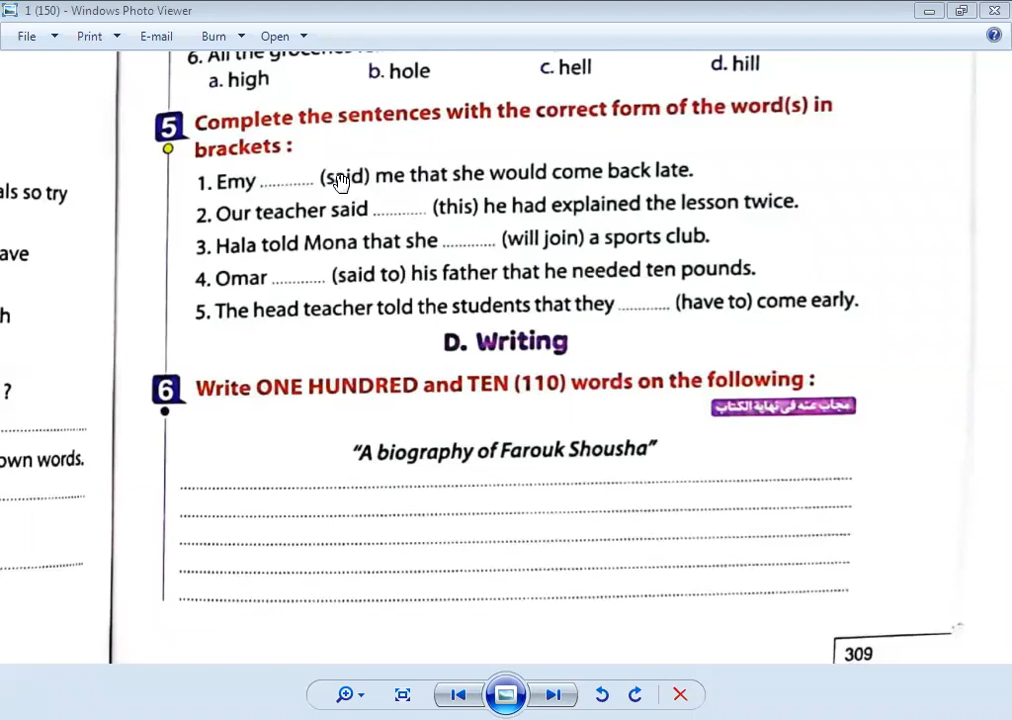 1 (150) - Windows Photo Viewer
File Print E-mail Burn Open
6. All the
a. high b. hole c. hell d. hill
5 Complete the sentences with the correct form of the word(s) in
brackets :
1. Emy ............ (said) me that she would come back late.
2. Our teacher said ............ (this) he had explained the lesson twice.
3. Hala told Mona that she ............ (will join) a sports club.
4. Omar ............ (said to) his father that he needed ten pounds.
5. The head teacher told the students that they ............ (have to) come early.
D. Writing
6 Write ONE HUNDRED and TEN (110) words on the following :
مجاب عنه فى نهاية الكتاب
“A biography of Farouk Shousha”
309
als so try
ave
h
?
own words.